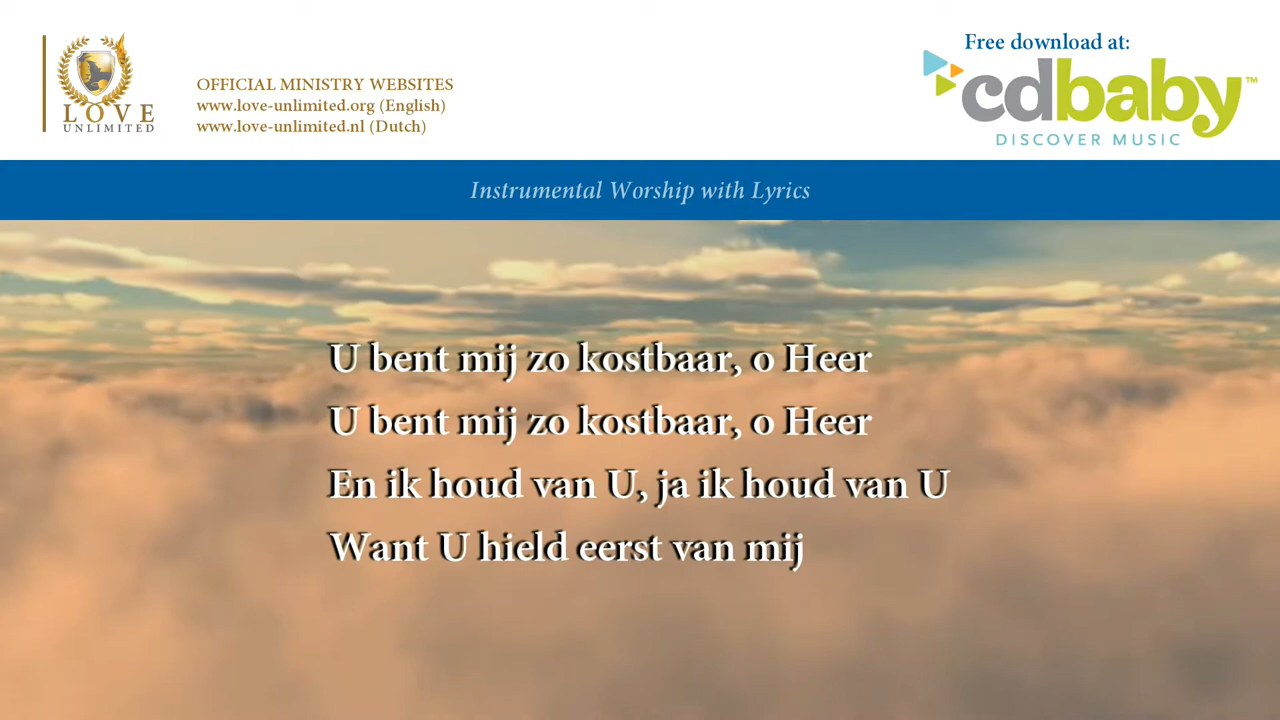 LOVE
UNLIMITED
OFFICIAL MINISTRY WEBSITES
www.love-unlimited.org (English)
www.love-unlimited.nl (Dutch)
Free download at:
cdbaby™
DISCOVER MUSIC
Instrumental Worship with Lyrics
U bent mij zo kostbaar, o Heer
U bent mij zo kostbaar, o Heer
En ik houd van U, ja ik houd van U
Want U hield eerst van mij